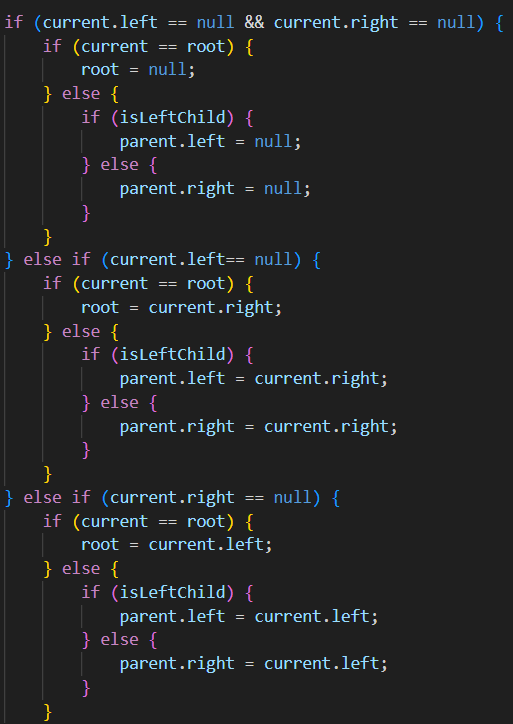 if (current.left == null && current.right == null) {
    if (current == root) {
        root = null;
    } else {
        if (isLeftChild) {
            parent.left = null;
        } else {
            parent.right = null;
        }
    }
} else if (current.left== null) {
    if (current == root) {
        root = current.right;
    } else {
        if (isLeftChild) {
            parent.left = current.right;
        } else {
            parent.right = current.right;
        }
    }
} else if (current.right == null) {
    if (current == root) {
        root = current.left;
    } else {
        if (isLeftChild) {
            parent.left = current.left;
        } else {
            parent.right = current.left;
        }
    }